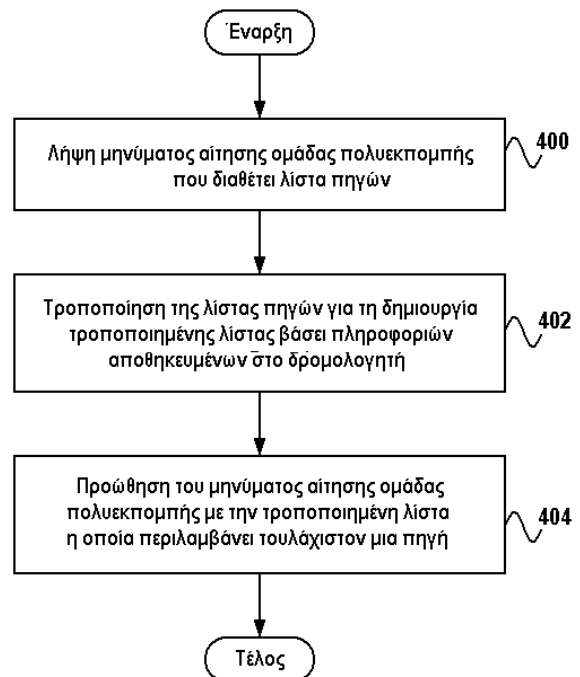 Έναρξη
Λήψη μηνύματος αίτησης ομάδας πολυεκπομπής
που διαθέτει λίστα πηγών
400
Τροποποίηση της λίστας πηγών για τη δημιουργία
τροποποιημένης λίστας βάσει πληροφοριών
αποθηκευμένων στο δρομολογητή
402
Προώθηση του μηνύματος αίτησης ομάδας
πολυεκπομπής με την τροποποιημένη λίστα
η οποία περιλαμβάνει τουλάχιστον μια πηγή
404
Τέλος